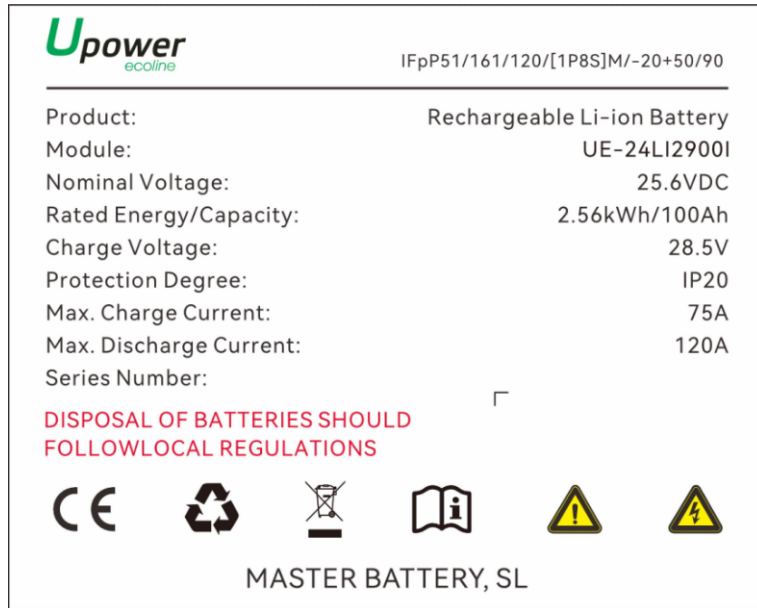 Upower
ecoline
IFpP51/161/120/[1P8S]M/-20+50/90
Product: Rechargeable Li-ion Battery
Module: UE-24LI2900I
Nominal Voltage: 25.6VDC
Rated Energy/Capacity: 2.56kWh/100Ah
Charge Voltage: 28.5V
Protection Degree: IP20
Max. Charge Current: 75A
Max. Discharge Current: 120A
Series Number:
DISPOSAL OF BATTERIES SHOULD
FOLLOWLOCAL REGULATIONS
CE
MASTER BATTERY, SL